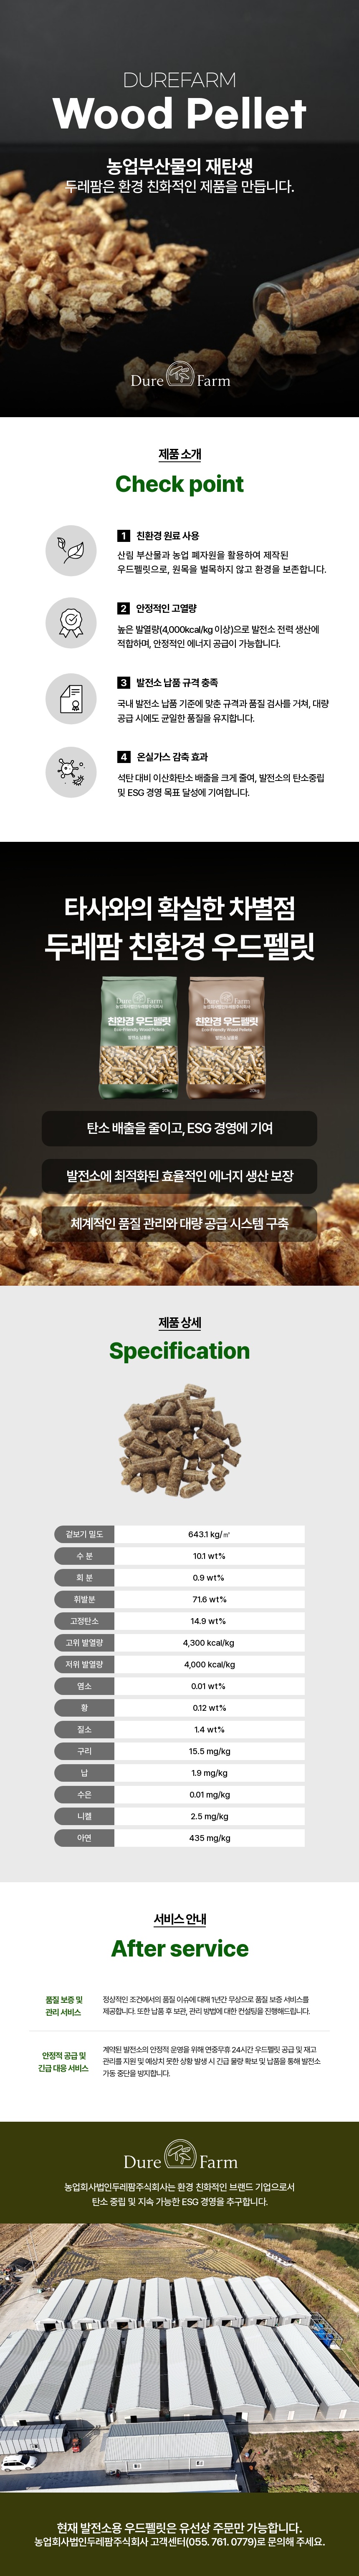 DUREFARM
Wood Pellet
농업부산물의 재탄생
두레팜은 환경 친화적인 제품을 만듭니다.
Dure Farm
제품 소개
Check point
1 친환경 원료 사용
산림 부산물과 농업 폐자원을 활용하여 제작된
우드펠릿으로, 원목을 벌목하지 않고 환경을 보존합니다.
2 안정적인 고열량
높은 발열량(4,000kcal/kg 이상)으로 발전소 전력 생산에
적합하며, 안정적인 에너지 공급이 가능합니다.
3 발전소 납품 규격 충족
국내 발전소 납품 기준에 맞춘 규격과 품질 검사를 거쳐, 대량
공급 시에도 균일한 품질을 유지합니다.
4 온실가스 감축 효과
석탄 대비 이산화탄소 배출을 크게 줄여, 발전소의 탄소중립
및 ESG 경영 목표 달성에 기여합니다.
타사와의 확실한 차별점
두레팜 친환경 우드펠릿
Dure Farm
친환경 우드펠릿
Eco-Friendly Wood Pellets
발전소 납품용
20kg
Dure Farm
친환경 우드펠릿
Eco-Friendly Wood Pellets
발전소 납품용
20kg
탄소 배출을 줄이고, ESG 경영에 기여
발전소에 최적화된 효율적인 에너지 생산 보장
체계적인 품질 관리와 대량 공급 시스템 구축
제품 상세
Specification
겉보기 밀도 643.1 kg/㎥
수 분 10.1 wt%
회 분 0.9 wt%
휘발분 71.6 wt%
고정탄소 14.9 wt%
고위 발열량 4,300 kcal/kg
저위 발열량 4,000 kcal/kg
염소 0.01 wt%
황 0.12 wt%
질소 1.4 wt%
구리 15.5 mg/kg
납 1.9 mg/kg
수은 0.01 mg/kg
니켈 2.5 mg/kg
아연 435 mg/kg
서비스 안내
After service
품질 보증 및
관리 서비스
정상적인 조건에서의 품질 이슈에 대해 1년간 무상으로 품질 보증 서비스를
제공합니다. 또한 납품 후 보관, 관리 방법에 대한 컨설팅을 진행해드립니다.
안정적 공급 및
긴급 대응 서비스
계약된 발전소의 안정적 운영을 위해 연중무휴 24시간 우드펠릿 공급 및 재고
관리를 지원 및 예상치 못한 상황 발생 시 긴급 물량 확보 및 납품을 통해 발전소
가동 중단을 방지합니다.
Dure Farm
농업회사법인두레팜주식회사는 환경 친화적인 브랜드 기업으로서
탄소 중립 및 지속 가능한 ESG 경영을 추구합니다.
현재 발전소용 우드펠릿은 유선상 주문만 가능합니다.
농업회사법인두레팜주식회사 고객센터(055. 761. 0779)로 문의해 주세요.